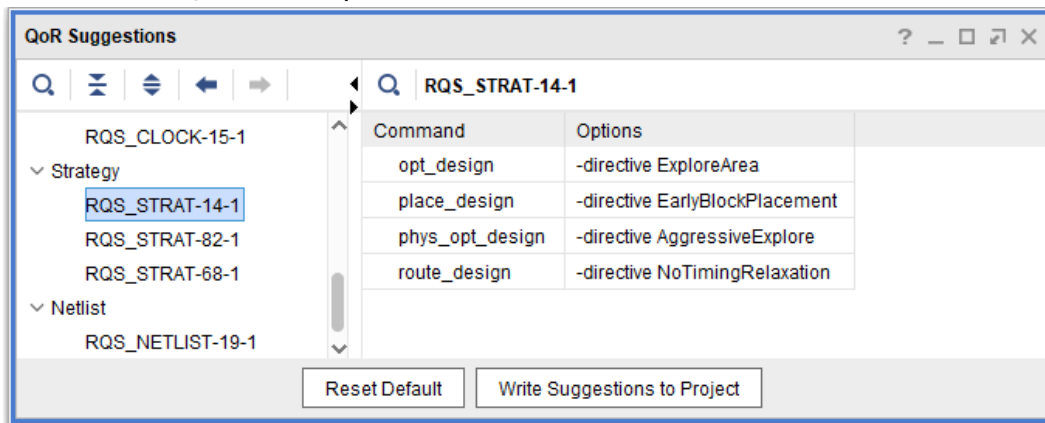 QoR Suggestions
RQS_STRAT-14-1
RQS_CLOCK-15-1
Strategy
RQS_STRAT-14-1
RQS_STRAT-82-1
RQS_STRAT-68-1
Netlist
RQS_NETLIST-19-1
Command Options
opt_design -directive ExploreArea
place_design -directive EarlyBlockPlacement
phys_opt_design -directive AggressiveExplore
route_design -directive NoTimingRelaxation
Reset Default Write Suggestions to Project